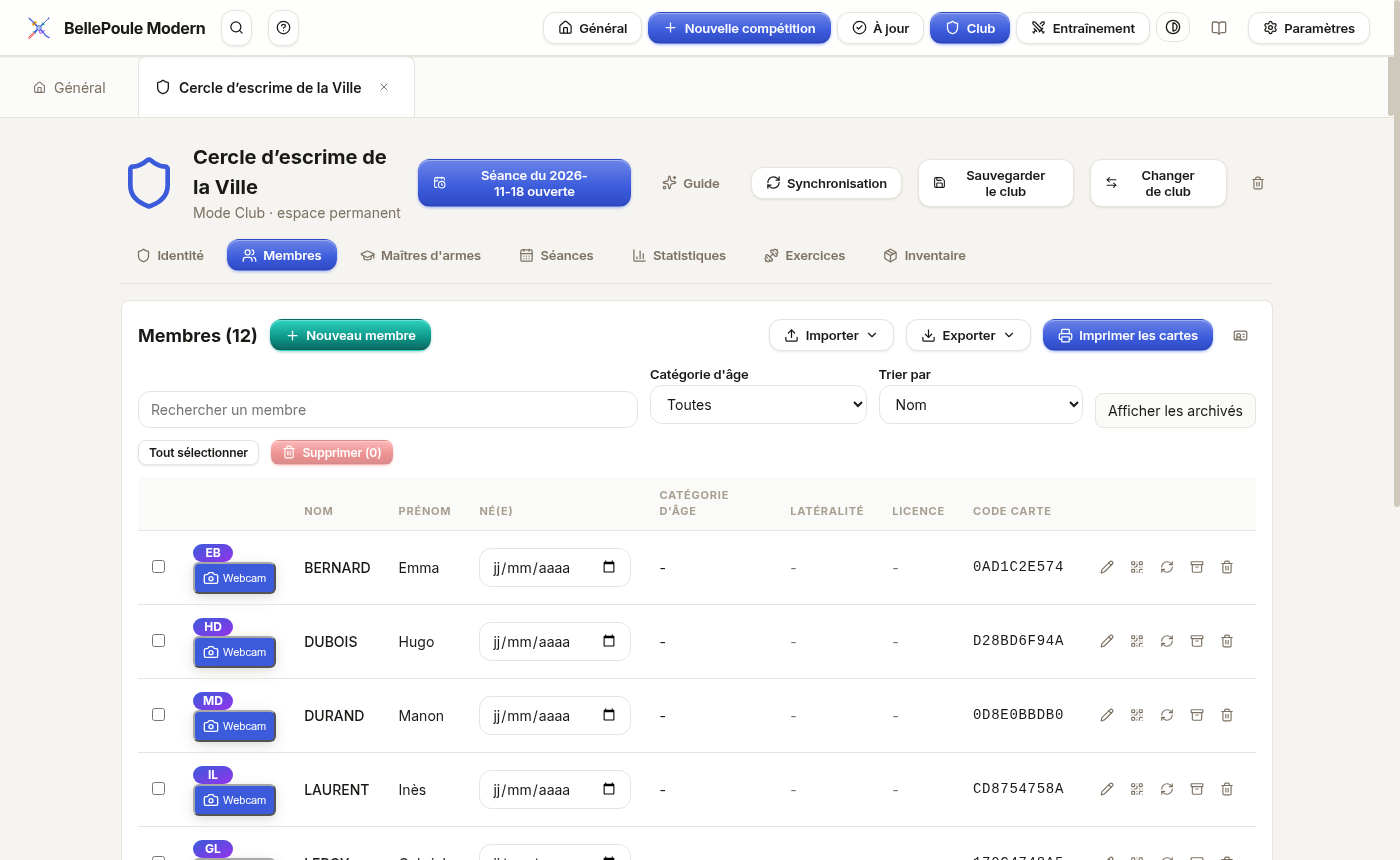 BellePoule Modern
Général
Nouvelle compétition
À jour
Club
Entraînement
Paramètres
Général
Cercle d’escrime de la Ville
Cercle d’escrime de
la Ville
Mode Club · espace permanent
Séance du 2026-
11-18 ouverte
Guide
Synchronisation
Sauvegarder
le club
Changer
de club
Identité
Membres
Maîtres d'armes
Séances
Statistiques
Exercices
Inventaire
Membres (12)
Nouveau membre
Importer
Exporter
Imprimer les cartes
Rechercher un membre
Catégorie d'âge
Toutes
Trier par
Nom
Afficher les archivés
Tout sélectionner
Supprimer (0)
NOM
PRÉNOM
NÉ(E)
CATÉGORIE
D'ÂGE
LATÉRALITÉ
LICENCE
CODE CARTE
EB
Webcam
BERNARD
Emma
jj/mm/aaaa
-
-
-
0AD1C2E574
HD
Webcam
DUBOIS
Hugo
jj/mm/aaaa
-
-
-
D28BD6F94A
MD
Webcam
DURAND
Manon
jj/mm/aaaa
-
-
-
0D8E0BBDB0
IL
Webcam
LAURENT
Inès
jj/mm/aaaa
-
-
-
CD8754758A
GL